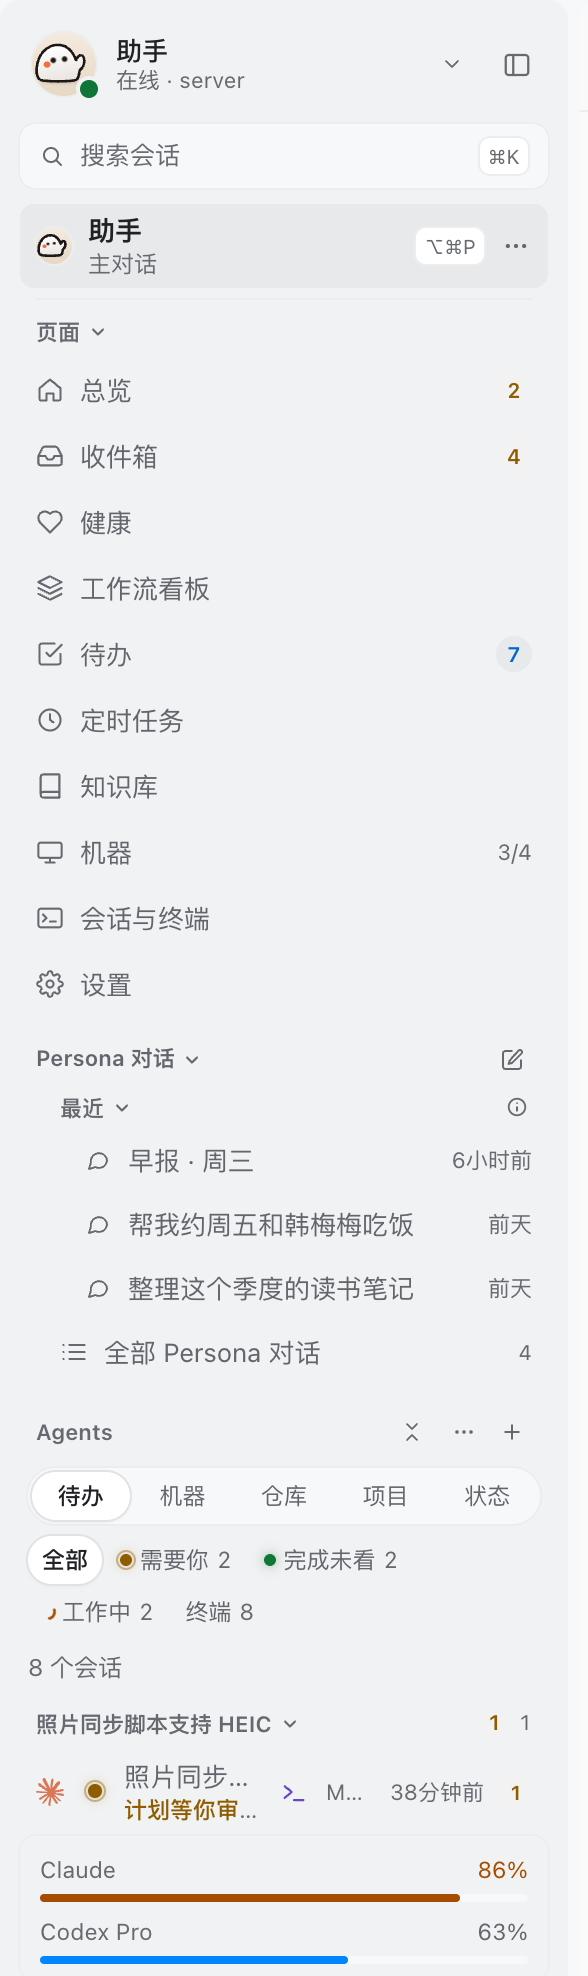 助手
在线 · server
搜索会话 ⌘K
助手
主对话
⌥⌘P
页面
总览 2
收件箱 4
健康
工作流看板
待办 7
定时任务
知识库
机器 3/4
会话与终端
设置
Persona 对话
最近
早报 · 周三 6小时前
帮我约周五和韩梅梅吃饭 前天
整理这个季度的读书笔记 前天
全部 Persona 对话 4
Agents
待办 机器 仓库 项目 状态
全部 需要你 2 完成未看 2
工作中 2 终端 8
8 个会话
照片同步脚本支持 HEIC 1 1
照片同步...
计划等你审...
M... 38分钟前 1
Claude 86%
Codex Pro 63%